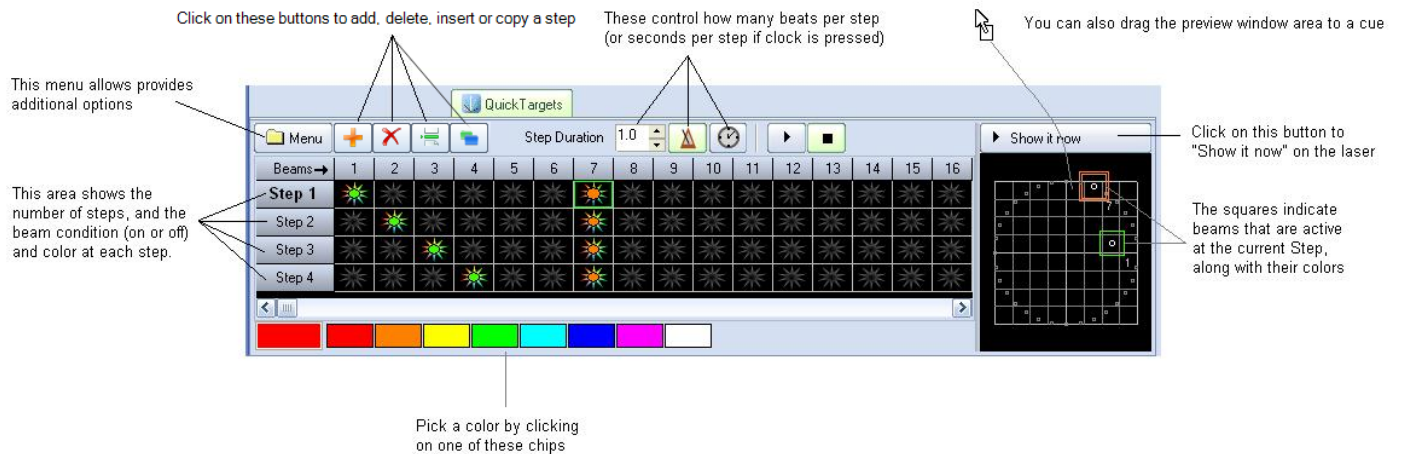 Click on these buttons to add, delete, insert or copy a step
These control how many beats per step
(or seconds per step if clock is pressed)
You can also drag the preview window area to a cue
This menu allows provides
additional options
QuickTargets
Menu
Step Duration 1.0
Show it now
Click on this button to
"Show it now" on the laser
Beams→ 1 2 3 4 5 6 7 8 9 10 11 12 13 14 15 16
This area shows the
number of steps, and the
beam condition (on or off)
and color at each step.
Step 1
Step 2
Step 3
Step 4
7
1
The squares indicate
beams that are active
at the current Step,
along with their colors
Pick a color by clicking
on one of these chips